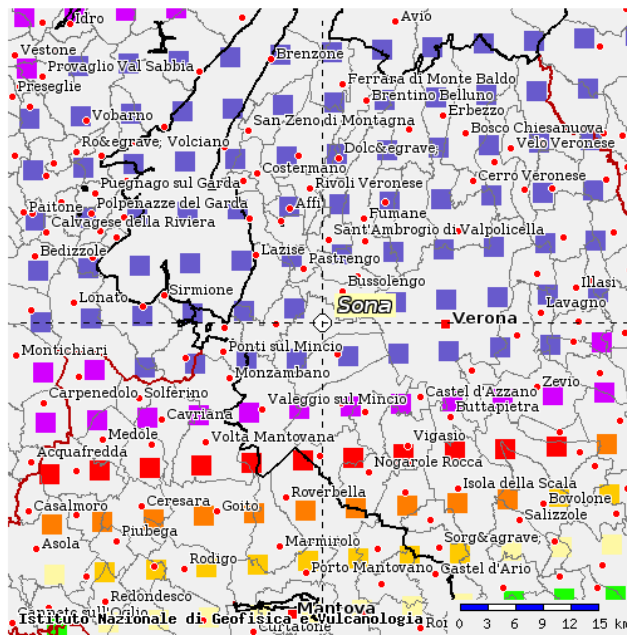 Idro
Avio
Vestone
Brenzone
Provaglio Val Sabbia
Preseglie
Ferrara di Monte Baldo
Brentino Belluno
Vobarno
Erbezzo
San Zeno di Montagna
Bosco Chiesanuova
Ro&egrave; Volciano
Dolc&egrave;
Velo Veronese
Costermano
Cerro Veronese
Puegnago sul Garda
Rivoli Veronese
Paitone
Polpenazze del Garda
Affi
Fumane
Calvagese della Riviera
Sant'Ambrogio di Valpolicella
Bedizzole
Lazise
Pastrengo
Bussolengo
Illasi
Lonato
Sirmione
Sona
Lavagno
Verona
Montichiari
Ponti sul Mincio
Monzambano
Zevio
Carpenedolo
Solferino
Valeggio sul Mincio
Castel d'Azzano
Buttapietra
Cavriana
Medole
Volta Mantovana
Vigasio
Acquafredda
Nogarole Rocca
Isola della Scala
Casalmoro
Ceresara
Goito
Roverbella
Bovolone
Salizzole
Piubega
Asola
Marmirolo
Sorg&agrave;
Rodigo
Porto Mantovano
Castel d'Ario
Redondesco
Mantova
Canneto sull'Oglio
Istituto Nazionale di Geofisica e Vulcanologia
Curtatone
0 3 6 9 12 15 km